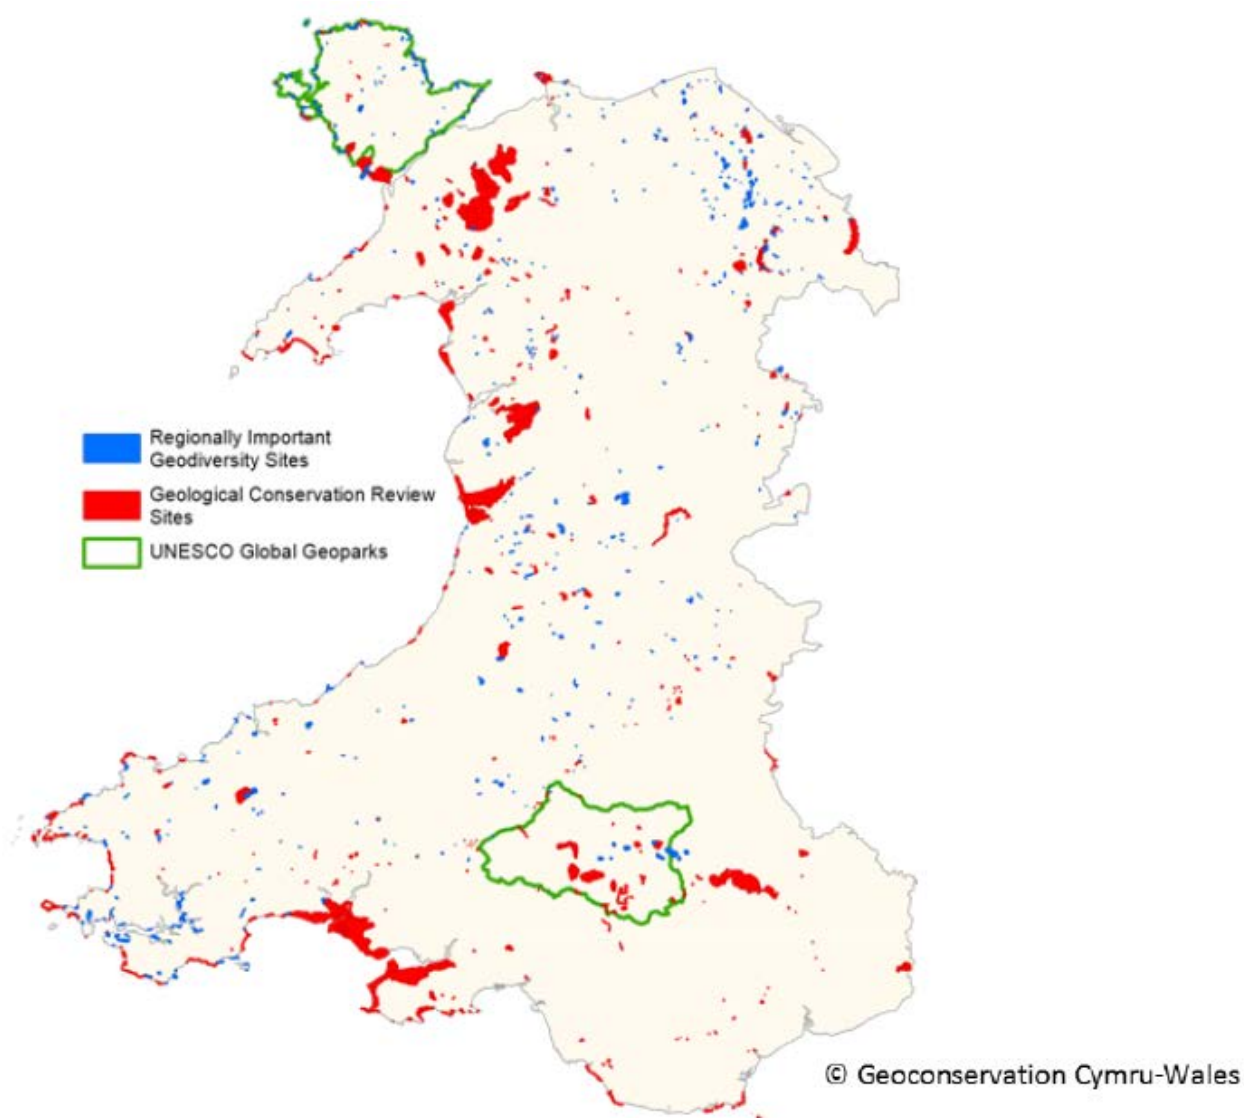 Regionally Important
Geodiversity Sites
Geological Conservation Review
Sites
UNESCO Global Geoparks
© Geoconservation Cymru-Wales